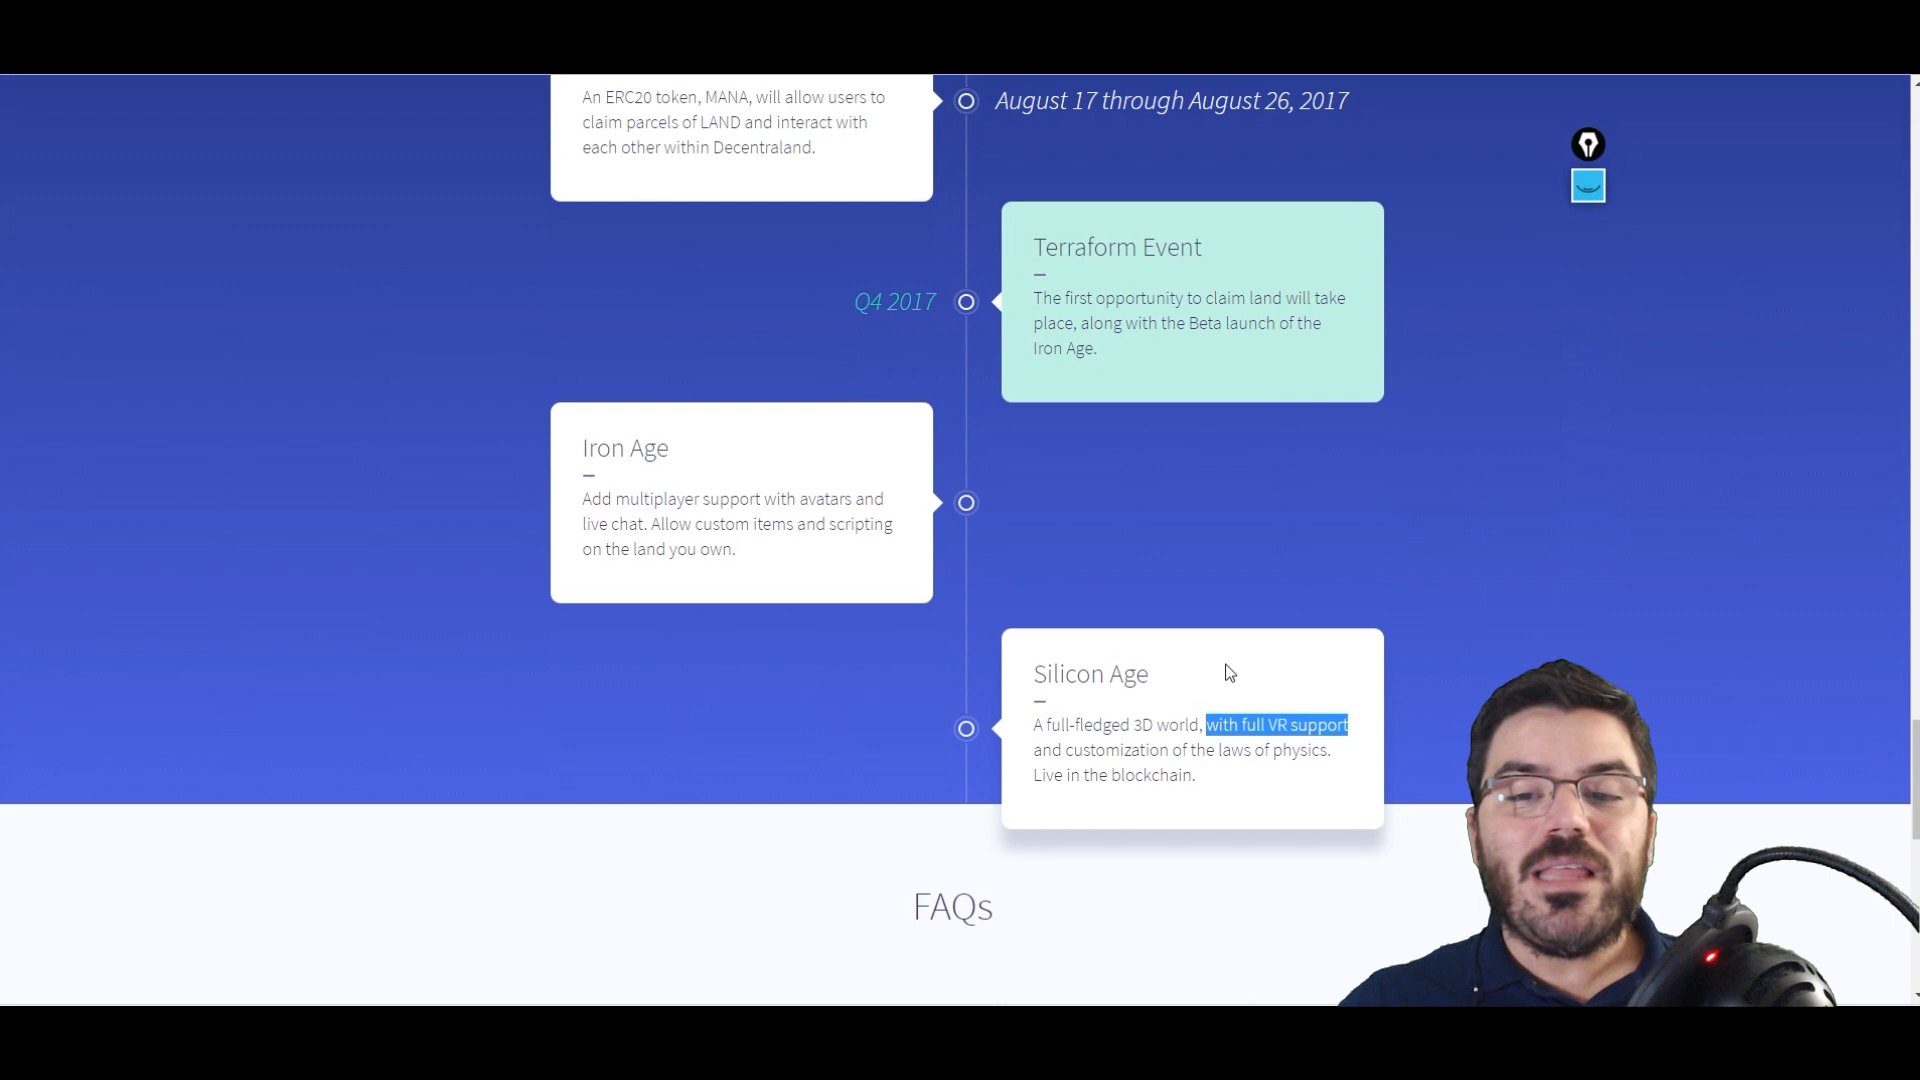 An ERC20 token, MANA, will allow users to
claim parcels of LAND and interact with
each other within Decentraland.
August 17 through August 26, 2017
Q4 2017
Terraform Event
The first opportunity to claim land will take
place, along with the Beta launch of the
Iron Age.
Iron Age
Add multiplayer support with avatars and
live chat. Allow custom items and scripting
on the land you own.
Silicon Age
A full-fledged 3D world, with full VR support
and customization of the laws of physics.
Live in the blockchain.
FAQs